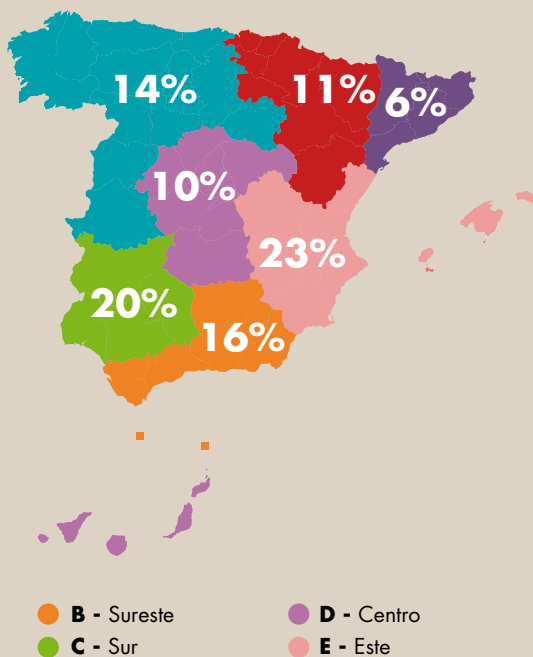 14%
11%
6%
10%
23%
20%
16%
B - Sureste
D - Centro
C - Sur
E - Este